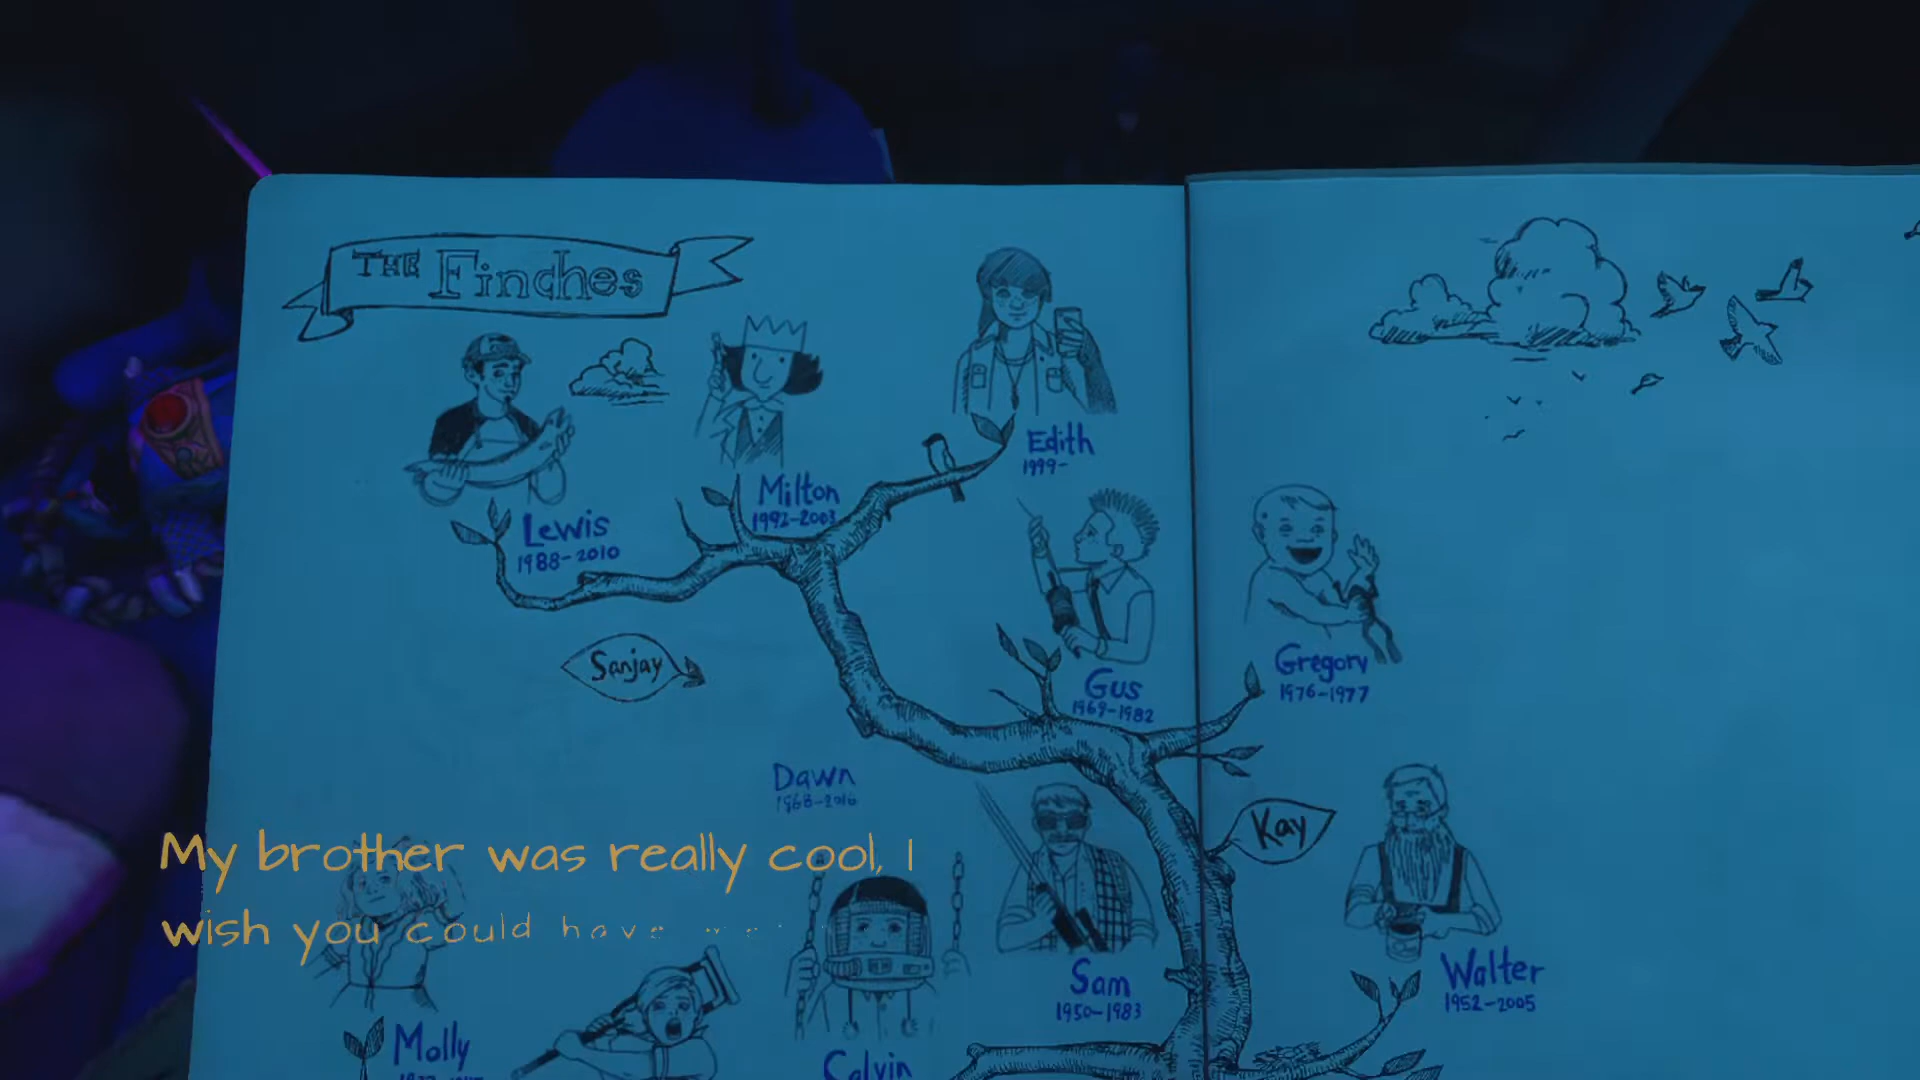 THE Finches
Edith
1999-
Milton
1992-2003
Lewis
1988-2010
Sanjay
Gregory
1976-1977
Gus
1969-1982
Dawn
1968-2016
Kay
My brother was really cool, I
wish you could have
Sam
1950-1983
Walter
1952-2005
Molly
Calvin